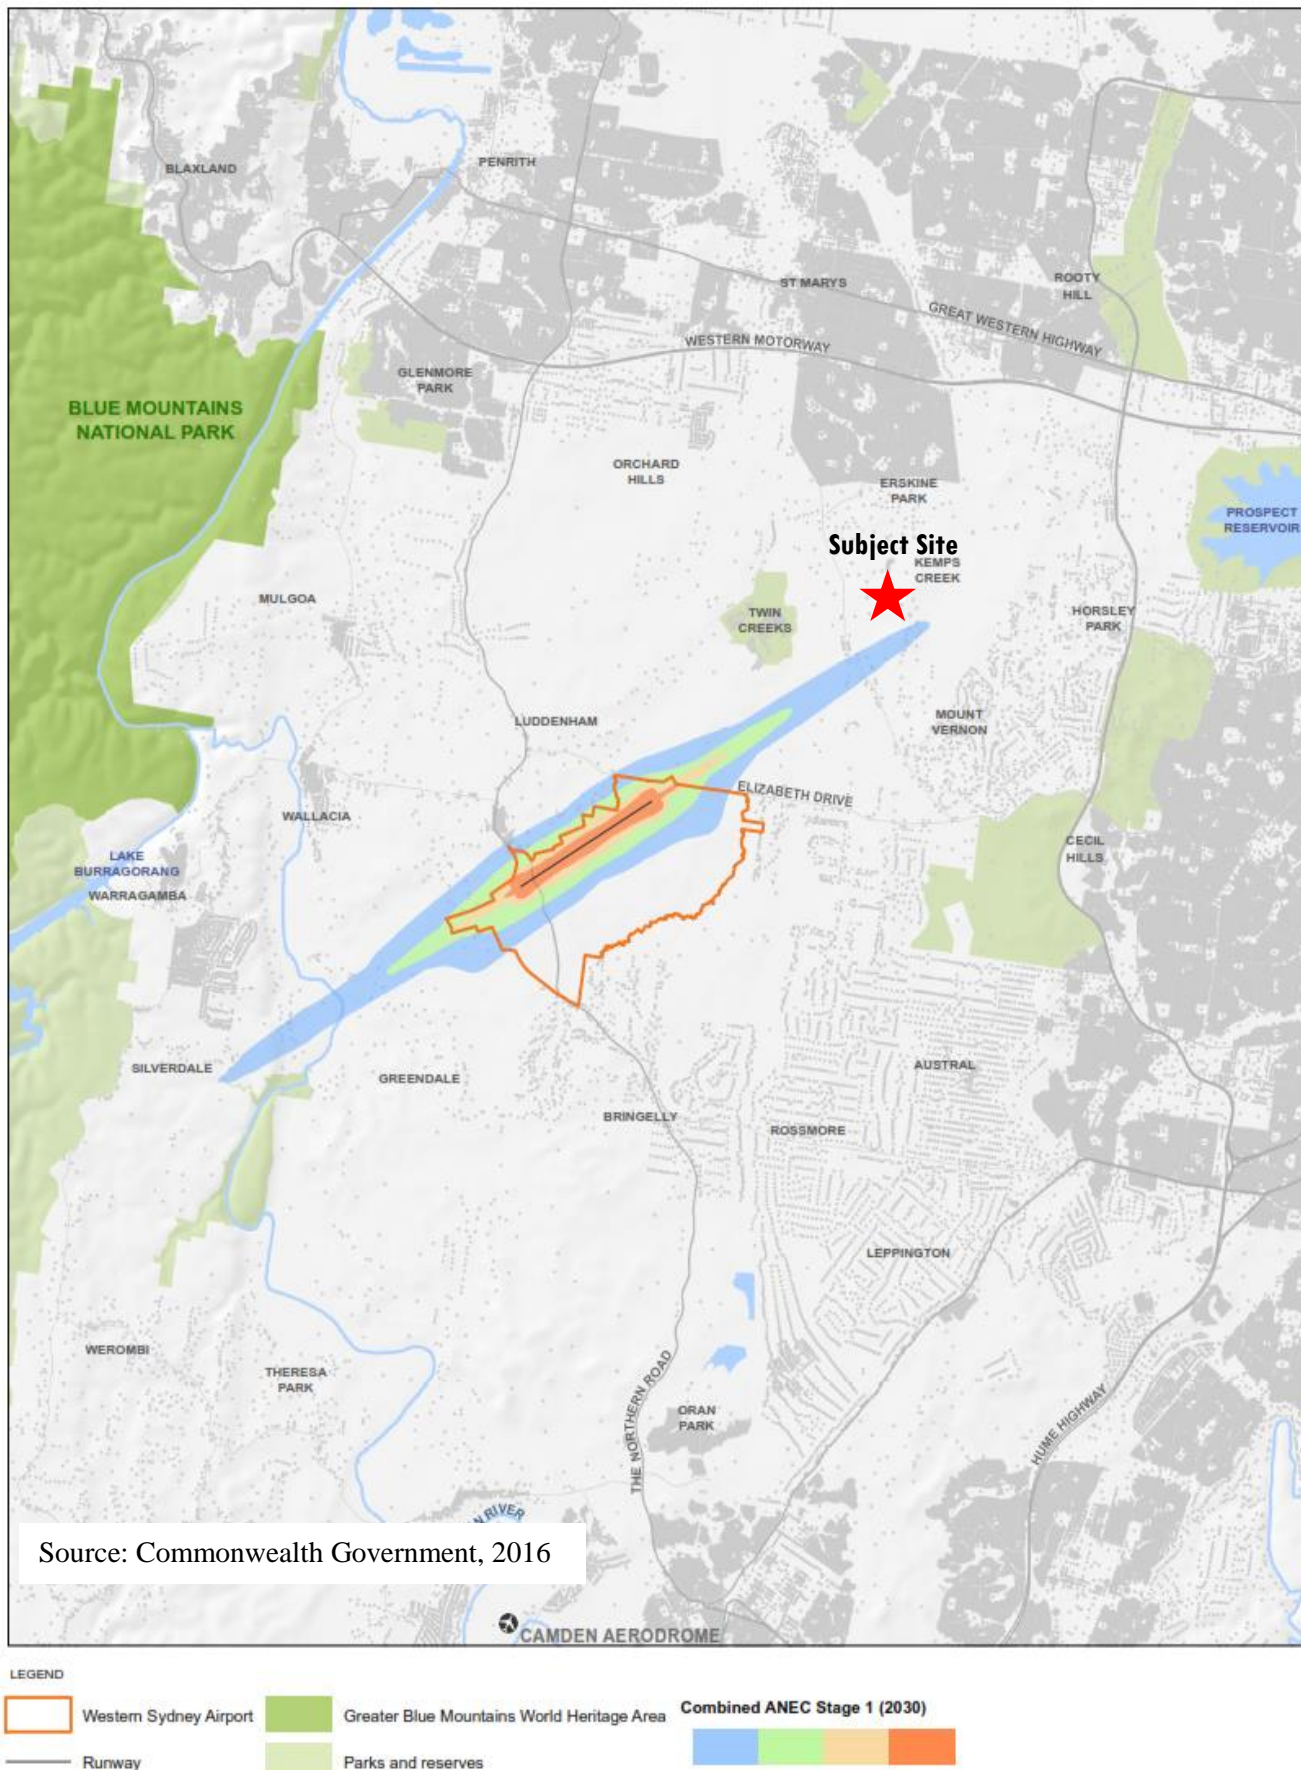 BLAXLAND
PENRITH
ST MARYS
ROOTY
HILL
GREAT WESTERN HIGHWAY
WESTERN MOTORWAY
GLENMORE
PARK
BLUE MOUNTAINS
NATIONAL PARK
ORCHARD
HILLS
ERSKINE
PARK
PROSPECT
RESERVOIR
Subject Site
KEMPS
CREEK
MULGOA
TWIN
CREEKS
HORSLEY
PARK
LUDDENHAM
MOUNT
VERNON
ELIZABETH DRIVE
WALLACIA
CECIL
HILLS
LAKE
BURRAGORANG
WARRAGAMBA
SILVERDALE
GREENDALE
AUSTRAL
BRINGELLY
ROSSMORE
LEPPINGTON
WEROMBI
THERESA
PARK
THE NORTHERN ROAD
ORAN
PARK
HUME HIGHWAY
RIVER
Source: Commonwealth Government, 2016
CAMDEN AERODROME
LEGEND
Western Sydney Airport
Greater Blue Mountains World Heritage Area
Combined ANEC Stage 1 (2030)
Runway
Parks and reserves